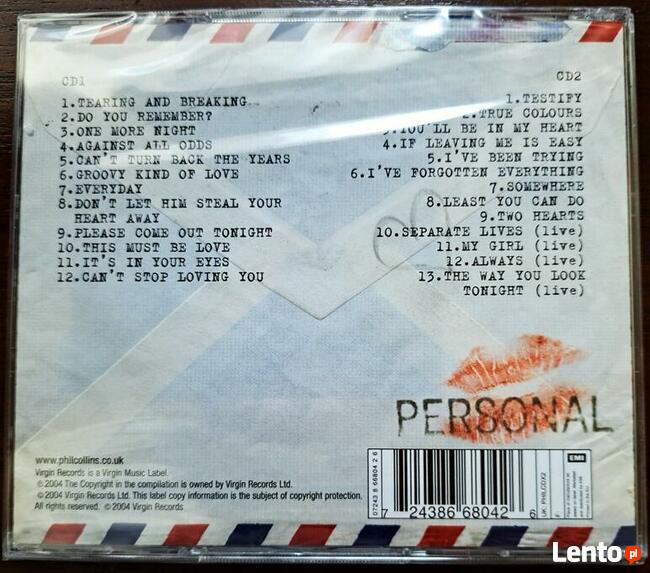 CD1
1.TEARING AND BREAKING
2.DO YOU REMEMBER?
3.ONE MORE NIGHT
4.AGAINST ALL ODDS
5.CAN'T TURN BACK THE YEARS
6.GROOVY KIND OF LOVE
7.EVERYDAY
8.DON'T LET HIM STEAL YOUR
HEART AWAY
9.PLEASE COME OUT TONIGHT
10.THIS MUST BE LOVE
11.IT'S IN YOUR EYES
12.CAN'T STOP LOVING YOU
CD2
1.TESTIFY
2.TRUE COLOURS
3.YOU'LL BE IN MY HEART
4.IF LEAVING ME IS EASY
5.I'VE BEEN TRYING
6.I'VE FORGOTTEN EVERYTHING
7.SOMEWHERE
8.LEAST YOU CAN DO
9.TWO HEARTS
10.SEPARATE LIVES (live)
11.MY GIRL (live)
12.ALWAYS (live)
13.THE WAY YOU LOOK
TONIGHT (live)
PERSONAL
www.philcollins.co.uk
Virgin Records is a Virgin Music Label.
℗ 2004 The Copyright in the compilation is owned by Virgin Records Ltd.
© 2004 Virgin Records Ltd. This label copy information is the subject of copyright protection.
All rights reserved. © 2004 Virgin Records
07243 8 66804 2 6
7 24386 68042 6
UK: PHILCDX2
EMI
Lento.pl